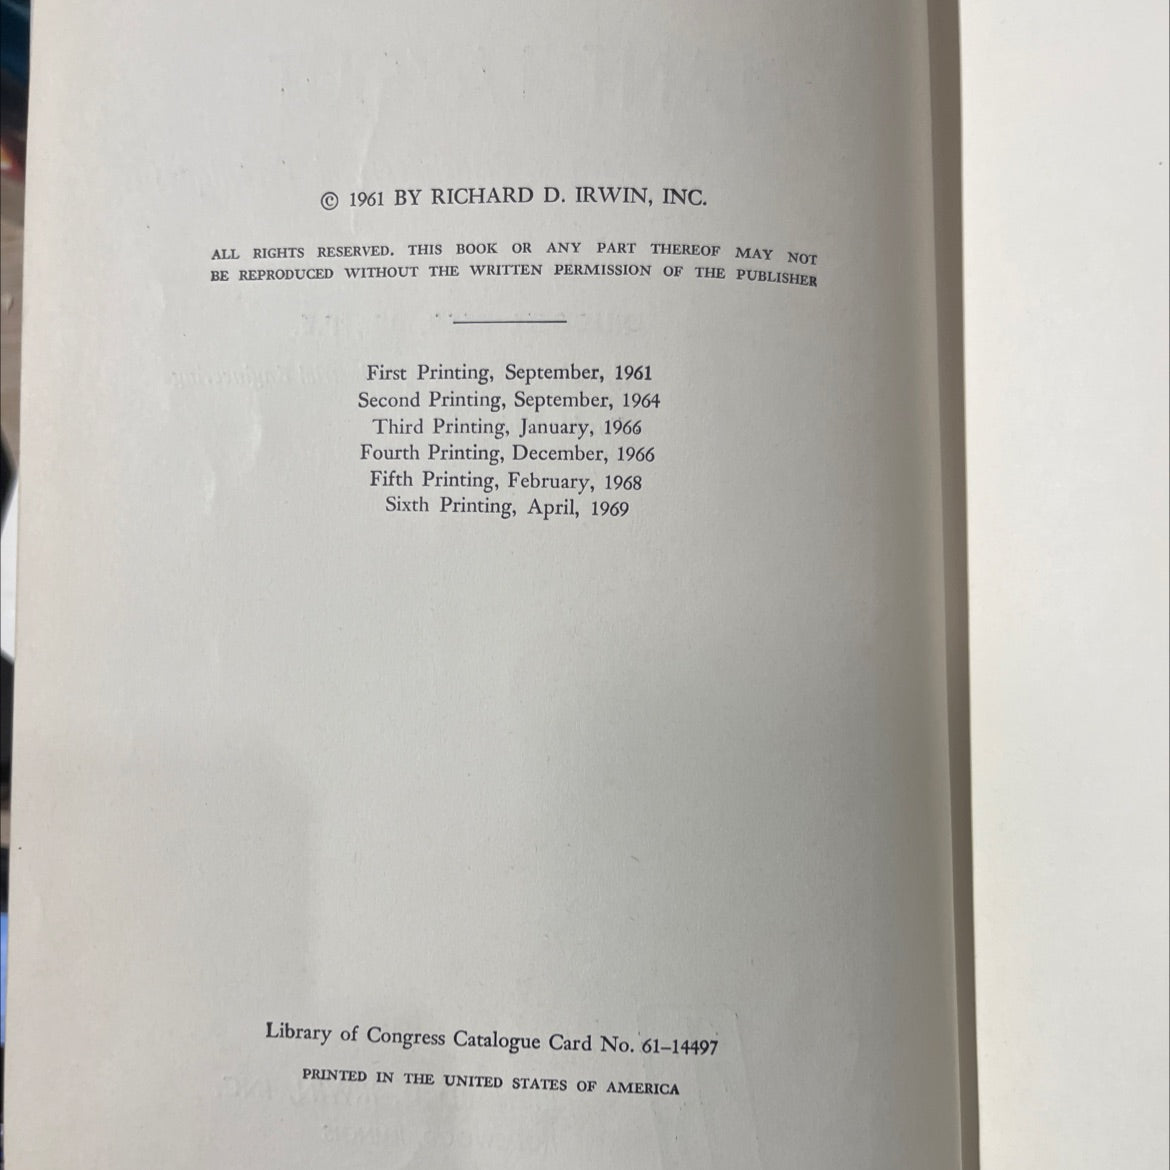 © 1961 BY RICHARD D. IRWIN, INC.
ALL RIGHTS RESERVED. THIS BOOK OR ANY PART THEREOF MAY NOT
BE REPRODUCED WITHOUT THE WRITTEN PERMISSION OF THE PUBLISHER
First Printing, September, 1961
Second Printing, September, 1964
Third Printing, January, 1966
Fourth Printing, December, 1966
Fifth Printing, February, 1968
Sixth Printing, April, 1969
Library of Congress Catalogue Card No. 61–14497
PRINTED IN THE UNITED STATES OF AMERICA